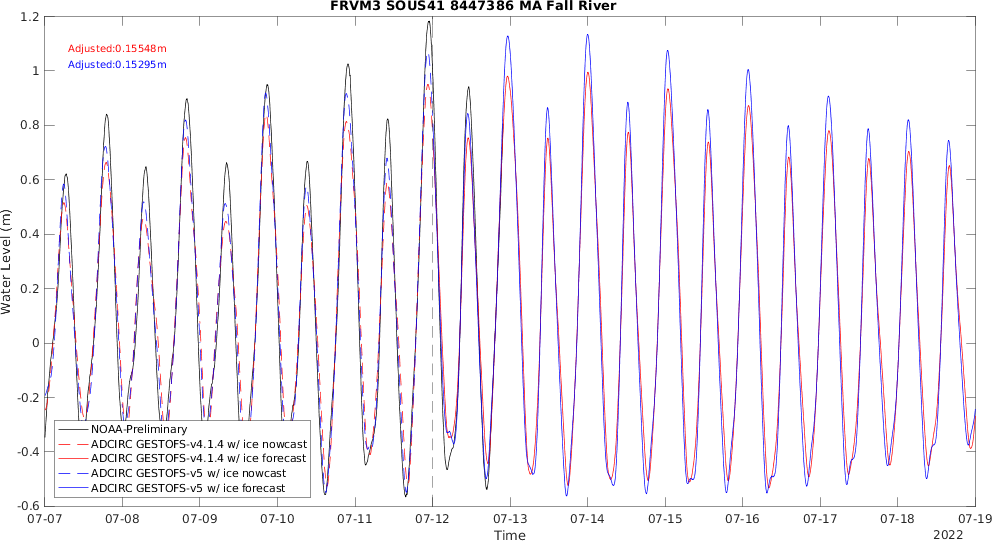 FRVM3 SOUS41 8447386 MA Fall River
1.2
Adjusted:0.15548m
Adjusted:0.15295m
1
0.8
0.6
0.4
0.2
0
-0.2
-0.4
-0.6
Water Level (m)
NOAA-Preliminary
ADCIRC GESTOFS-v4.1.4 w/ ice nowcast
ADCIRC GESTOFS-v4.1.4 w/ ice forecast
ADCIRC GESTOFS-v5 w/ ice nowcast
ADCIRC GESTOFS-v5 w/ ice forecast
07-07 07-08 07-09 07-10 07-11 07-12 07-13 07-14 07-15 07-16 07-17 07-18 07-19
Time
2022